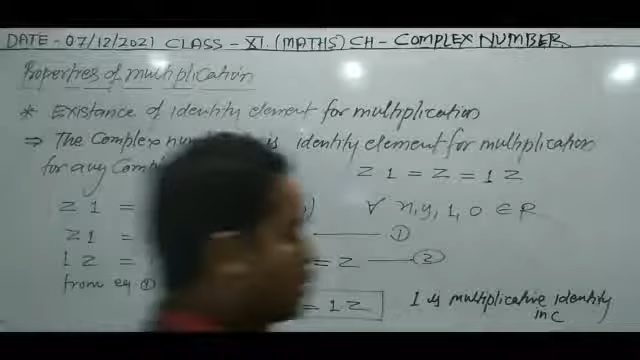 DATE - 07/12/2021 CLASS - XI. (MATHS) CH - COMPLEX NUMBER
Properties of multiplication
* Existance of identity element for multiplication
⇒ The Complex is identity element for multiplication
for any Z 1 = Z = 1 Z
Z 1 = ) ∀ x, y, 1, 0 ∈ R
Z 1 = ①
1 Z = = Z ②
from eq ① = 1 Z 1 is multiplicative identity
in C